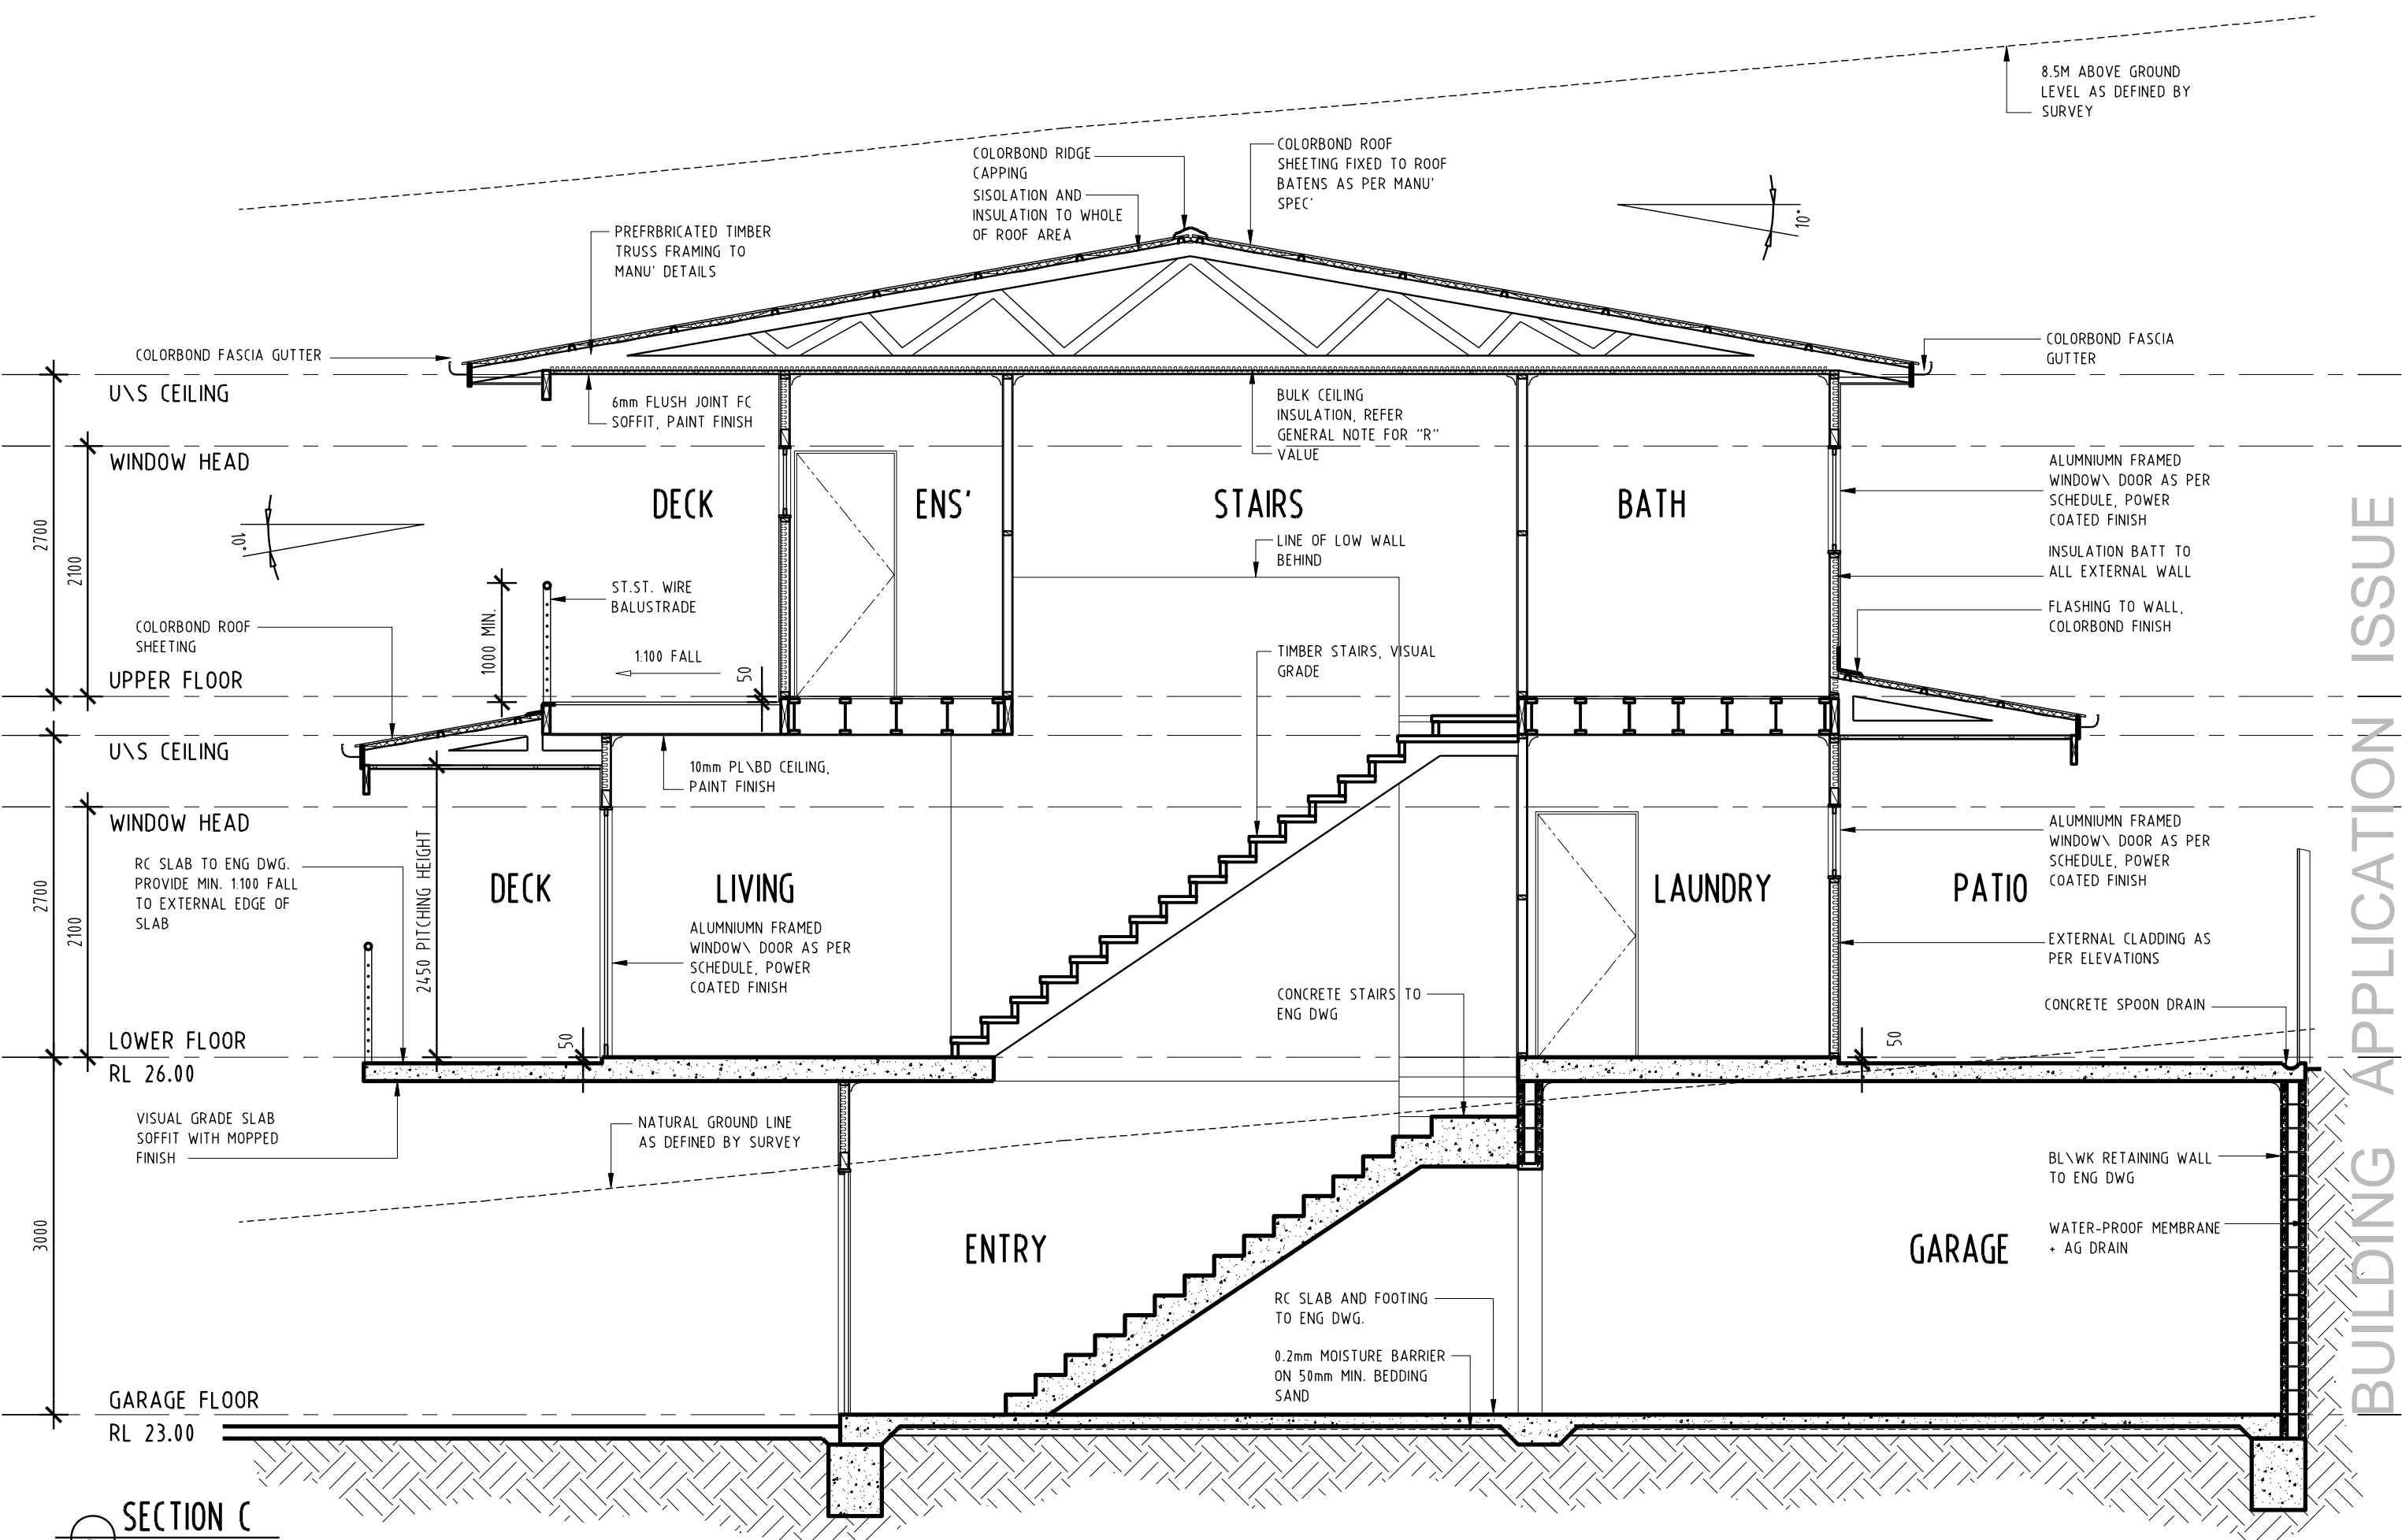 8.5M ABOVE GROUND
LEVEL AS DEFINED BY
SURVEY
COLORBOND RIDGE
CAPPING
SISOLATION AND
INSULATION TO WHOLE
OF ROOF AREA
COLORBOND ROOF
SHEETING FIXED TO ROOF
BATENS AS PER MANU'
SPEC'
10°
PREFRBRICATED TIMBER
TRUSS FRAMING TO
MANU' DETAILS
COLORBOND FASCIA GUTTER
COLORBOND FASCIA
GUTTER
U\S CEILING
6mm FLUSH JOINT FC
SOFFIT, PAINT FINISH
BULK CEILING
INSULATION, REFER
GENERAL NOTE FOR "R"
VALUE
WINDOW HEAD
ALUMNIUMN FRAMED
WINDOW\ DOOR AS PER
SCHEDULE, POWER
COATED FINISH
DECK
ENS'
STAIRS
BATH
2700
2100
10°
LINE OF LOW WALL
BEHIND
INSULATION BATT TO
ALL EXTERNAL WALL
ST.ST. WIRE
BALUSTRADE
1000 MIN.
FLASHING TO WALL,
COLORBOND FINISH
COLORBOND ROOF
SHEETING
1:100 FALL
50
TIMBER STAIRS, VISUAL
GRADE
UPPER FLOOR
U\S CEILING
10mm PL\BD CEILING,
PAINT FINISH
WINDOW HEAD
ALUMNIUMN FRAMED
WINDOW\ DOOR AS PER
SCHEDULE, POWER
COATED FINISH
RC SLAB TO ENG DWG.
PROVIDE MIN. 1:100 FALL
TO EXTERNAL EDGE OF
SLAB
2700
2100
2450 PITCHING HEIGHT
DECK
LIVING
LAUNDRY
PATIO
ALUMNIUMN FRAMED
WINDOW\ DOOR AS PER
SCHEDULE, POWER
COATED FINISH
EXTERNAL CLADDING AS
PER ELEVATIONS
CONCRETE STAIRS TO
ENG DWG
CONCRETE SPOON DRAIN
LOWER FLOOR
50
50
RL 26.00
VISUAL GRADE SLAB
SOFFIT WITH MOPPED
FINISH
NATURAL GROUND LINE
AS DEFINED BY SURVEY
BL\WK RETAINING WALL
TO ENG DWG
WATER-PROOF MEMBRANE
+ AG DRAIN
3000
ENTRY
GARAGE
RC SLAB AND FOOTING
TO ENG DWG.
0.2mm MOISTURE BARRIER
ON 50mm MIN. BEDDING
SAND
GARAGE FLOOR
RL 23.00
SECTION C
BUILDING APPLICATION ISSUE